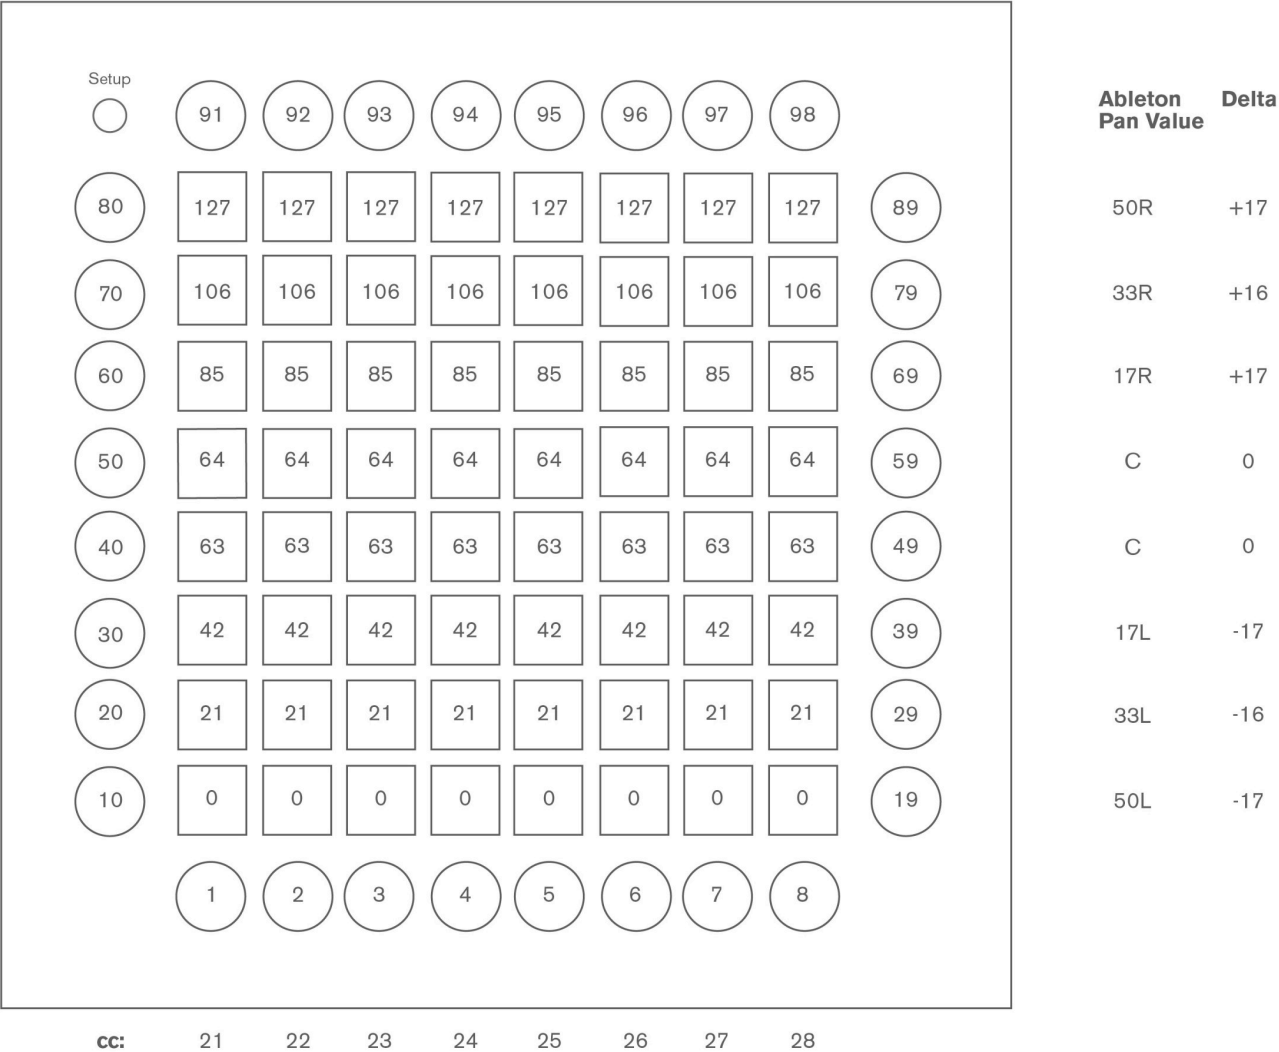 Setup
91 92 93 94 95 96 97 98
Ableton Pan Value Delta
80 127 127 127 127 127 127 127 127 89 50R +17
70 106 106 106 106 106 106 106 106 79 33R +16
60 85 85 85 85 85 85 85 85 69 17R +17
50 64 64 64 64 64 64 64 64 59 C 0
40 63 63 63 63 63 63 63 63 49 C 0
30 42 42 42 42 42 42 42 42 39 17L -17
20 21 21 21 21 21 21 21 21 29 33L -16
10 0 0 0 0 0 0 0 0 19 50L -17
1 2 3 4 5 6 7 8
cc: 21 22 23 24 25 26 27 28